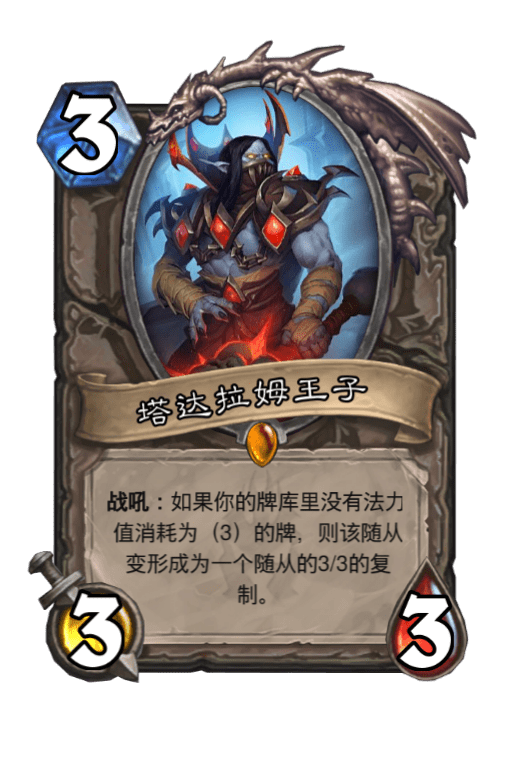 3
塔达拉姆王子
战吼：如果你的牌库里没有法力
值消耗为（3）的牌，则该随从
变形成为一个随从的3/3的复
制。
3
3